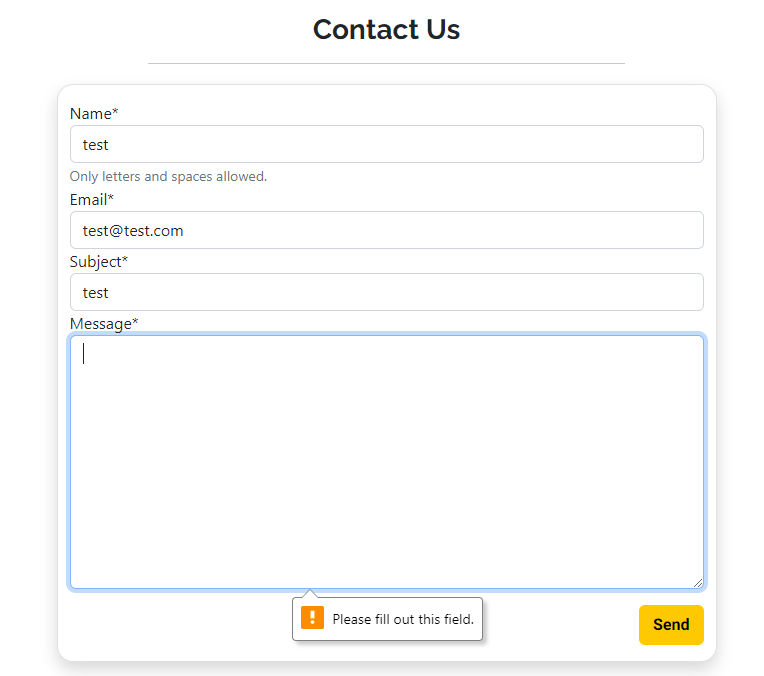 Contact Us
Name*
test
Only letters and spaces allowed.
Email*
test@test.com
Subject*
test
Message*
Please fill out this field.
Send